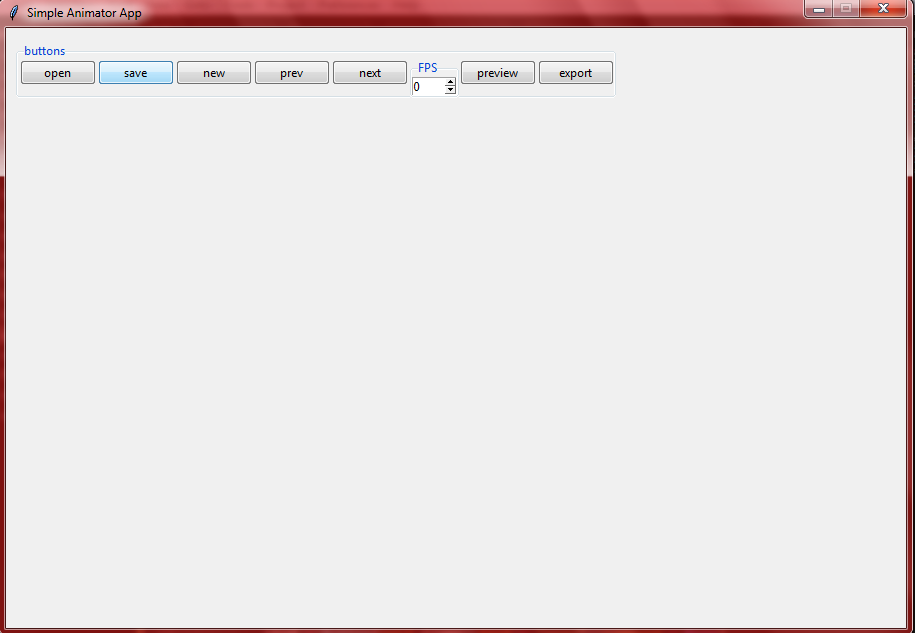 Simple Animator App
buttons
open save new prev next FPS preview export
0